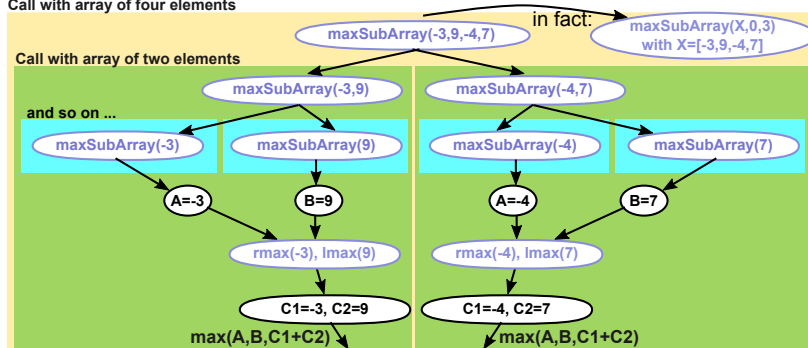 Call with array of four elements
maxSubArray(-3,9,-4,7)
in fact:
maxSubArray(X,0,3)
with X=[-3,9,-4,7]
Call with array of two elements
maxSubArray(-3,9)
maxSubArray(-4,7)
and so on ...
maxSubArray(-3)
maxSubArray(9)
maxSubArray(-4)
maxSubArray(7)
A=-3
B=9
A=-4
B=7
rmax(-3), lmax(9)
rmax(-4), lmax(7)
C1=-3, C2=9
C1=-4, C2=7
max(A,B,C1+C2)
max(A,B,C1+C2)